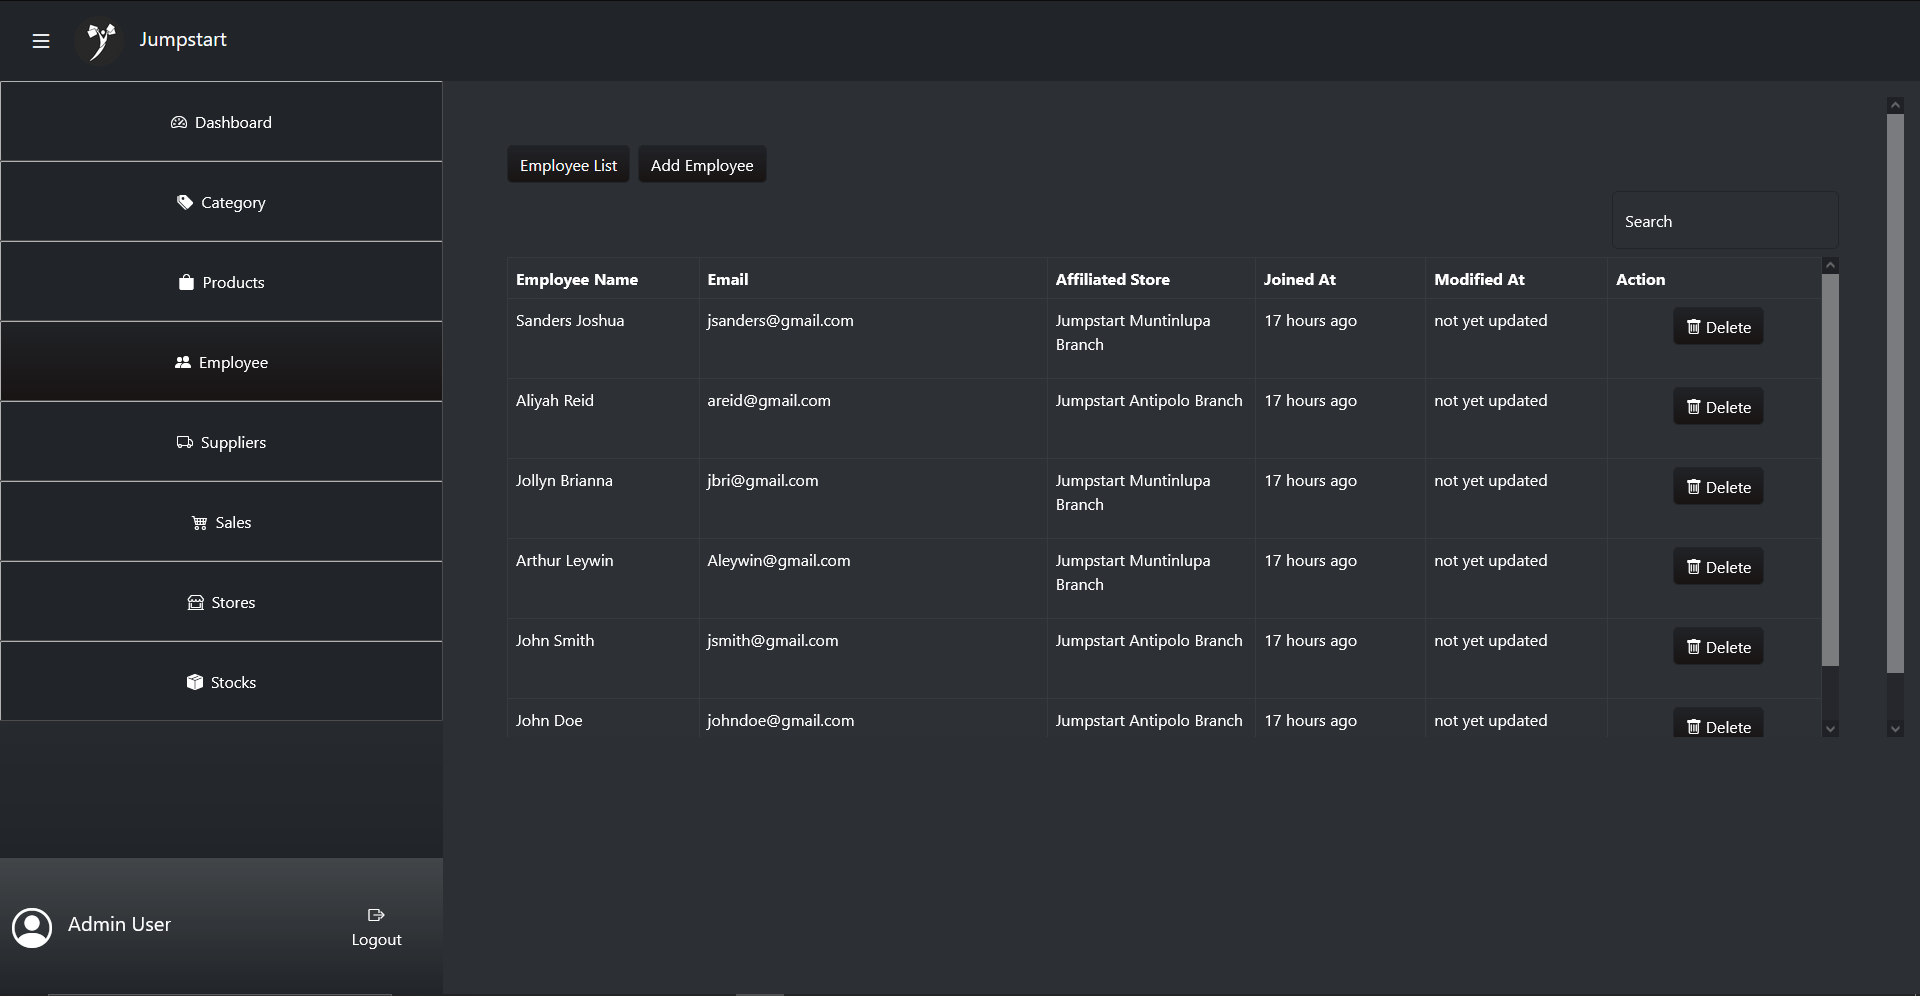 Jumpstart
Dashboard
Category
Products
Employee
Suppliers
Sales
Stores
Stocks
Admin User
Logout
Employee List Add Employee
Search
Employee Name Email Affiliated Store Joined At Modified At Action
Sanders Joshua jsanders@gmail.com Jumpstart Muntinlupa 17 hours ago not yet updated Delete
Branch
Aliyah Reid areid@gmail.com Jumpstart Antipolo Branch 17 hours ago not yet updated Delete
Jollyn Brianna jbri@gmail.com Jumpstart Muntinlupa 17 hours ago not yet updated Delete
Branch
Arthur Leywin Aleywin@gmail.com Jumpstart Muntinlupa 17 hours ago not yet updated Delete
Branch
John Smith jsmith@gmail.com Jumpstart Antipolo Branch 17 hours ago not yet updated Delete
John Doe johndoe@gmail.com Jumpstart Antipolo Branch 17 hours ago not yet updated Delete